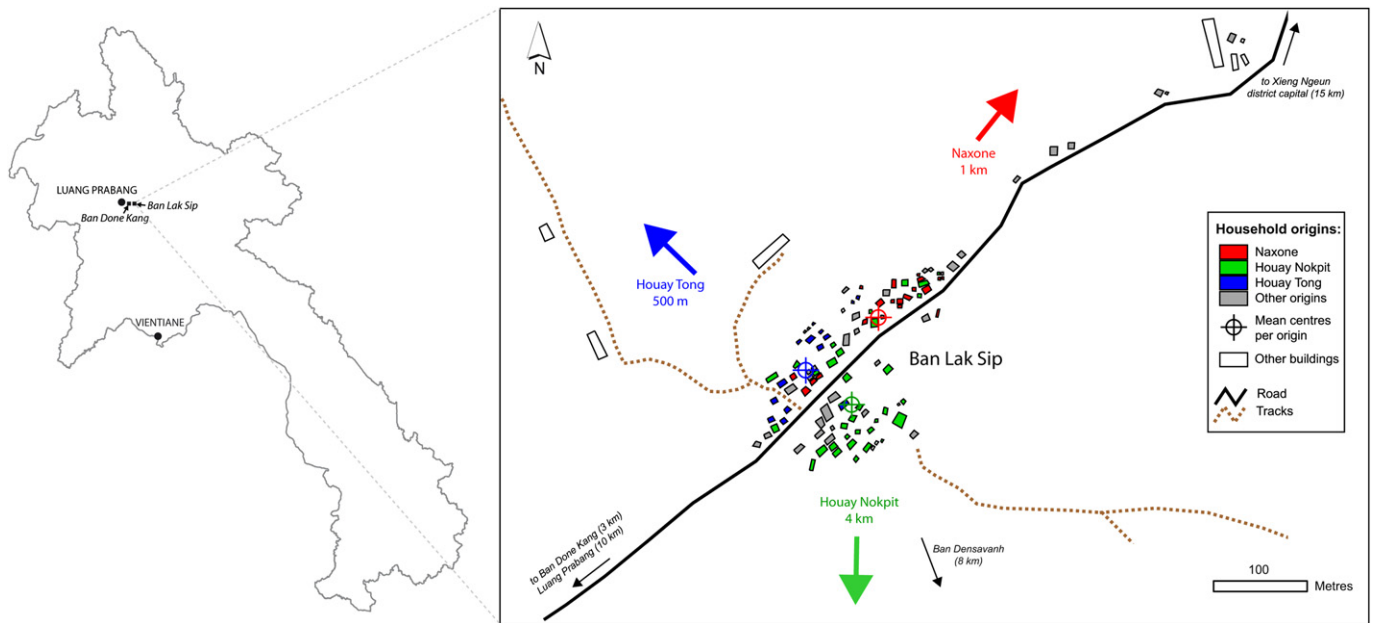 LUANG PRABANG
Ban Lak Sip
Ban Done Kang
VIENTIANE
N
to Xieng Ngeun
district capital (15 km)
Naxone
1 km
Houay Tong
500 m
Ban Lak Sip
Houay Nokpit
4 km
Ban Densavanh
(8 km)
to Ban Done Kang (3 km)
Luang Prabang (10 km)
Household origins:
Naxone
Houay Nokpit
Houay Tong
Other origins
Mean centres
per origin
Other buildings
Road
Tracks
100
Metres